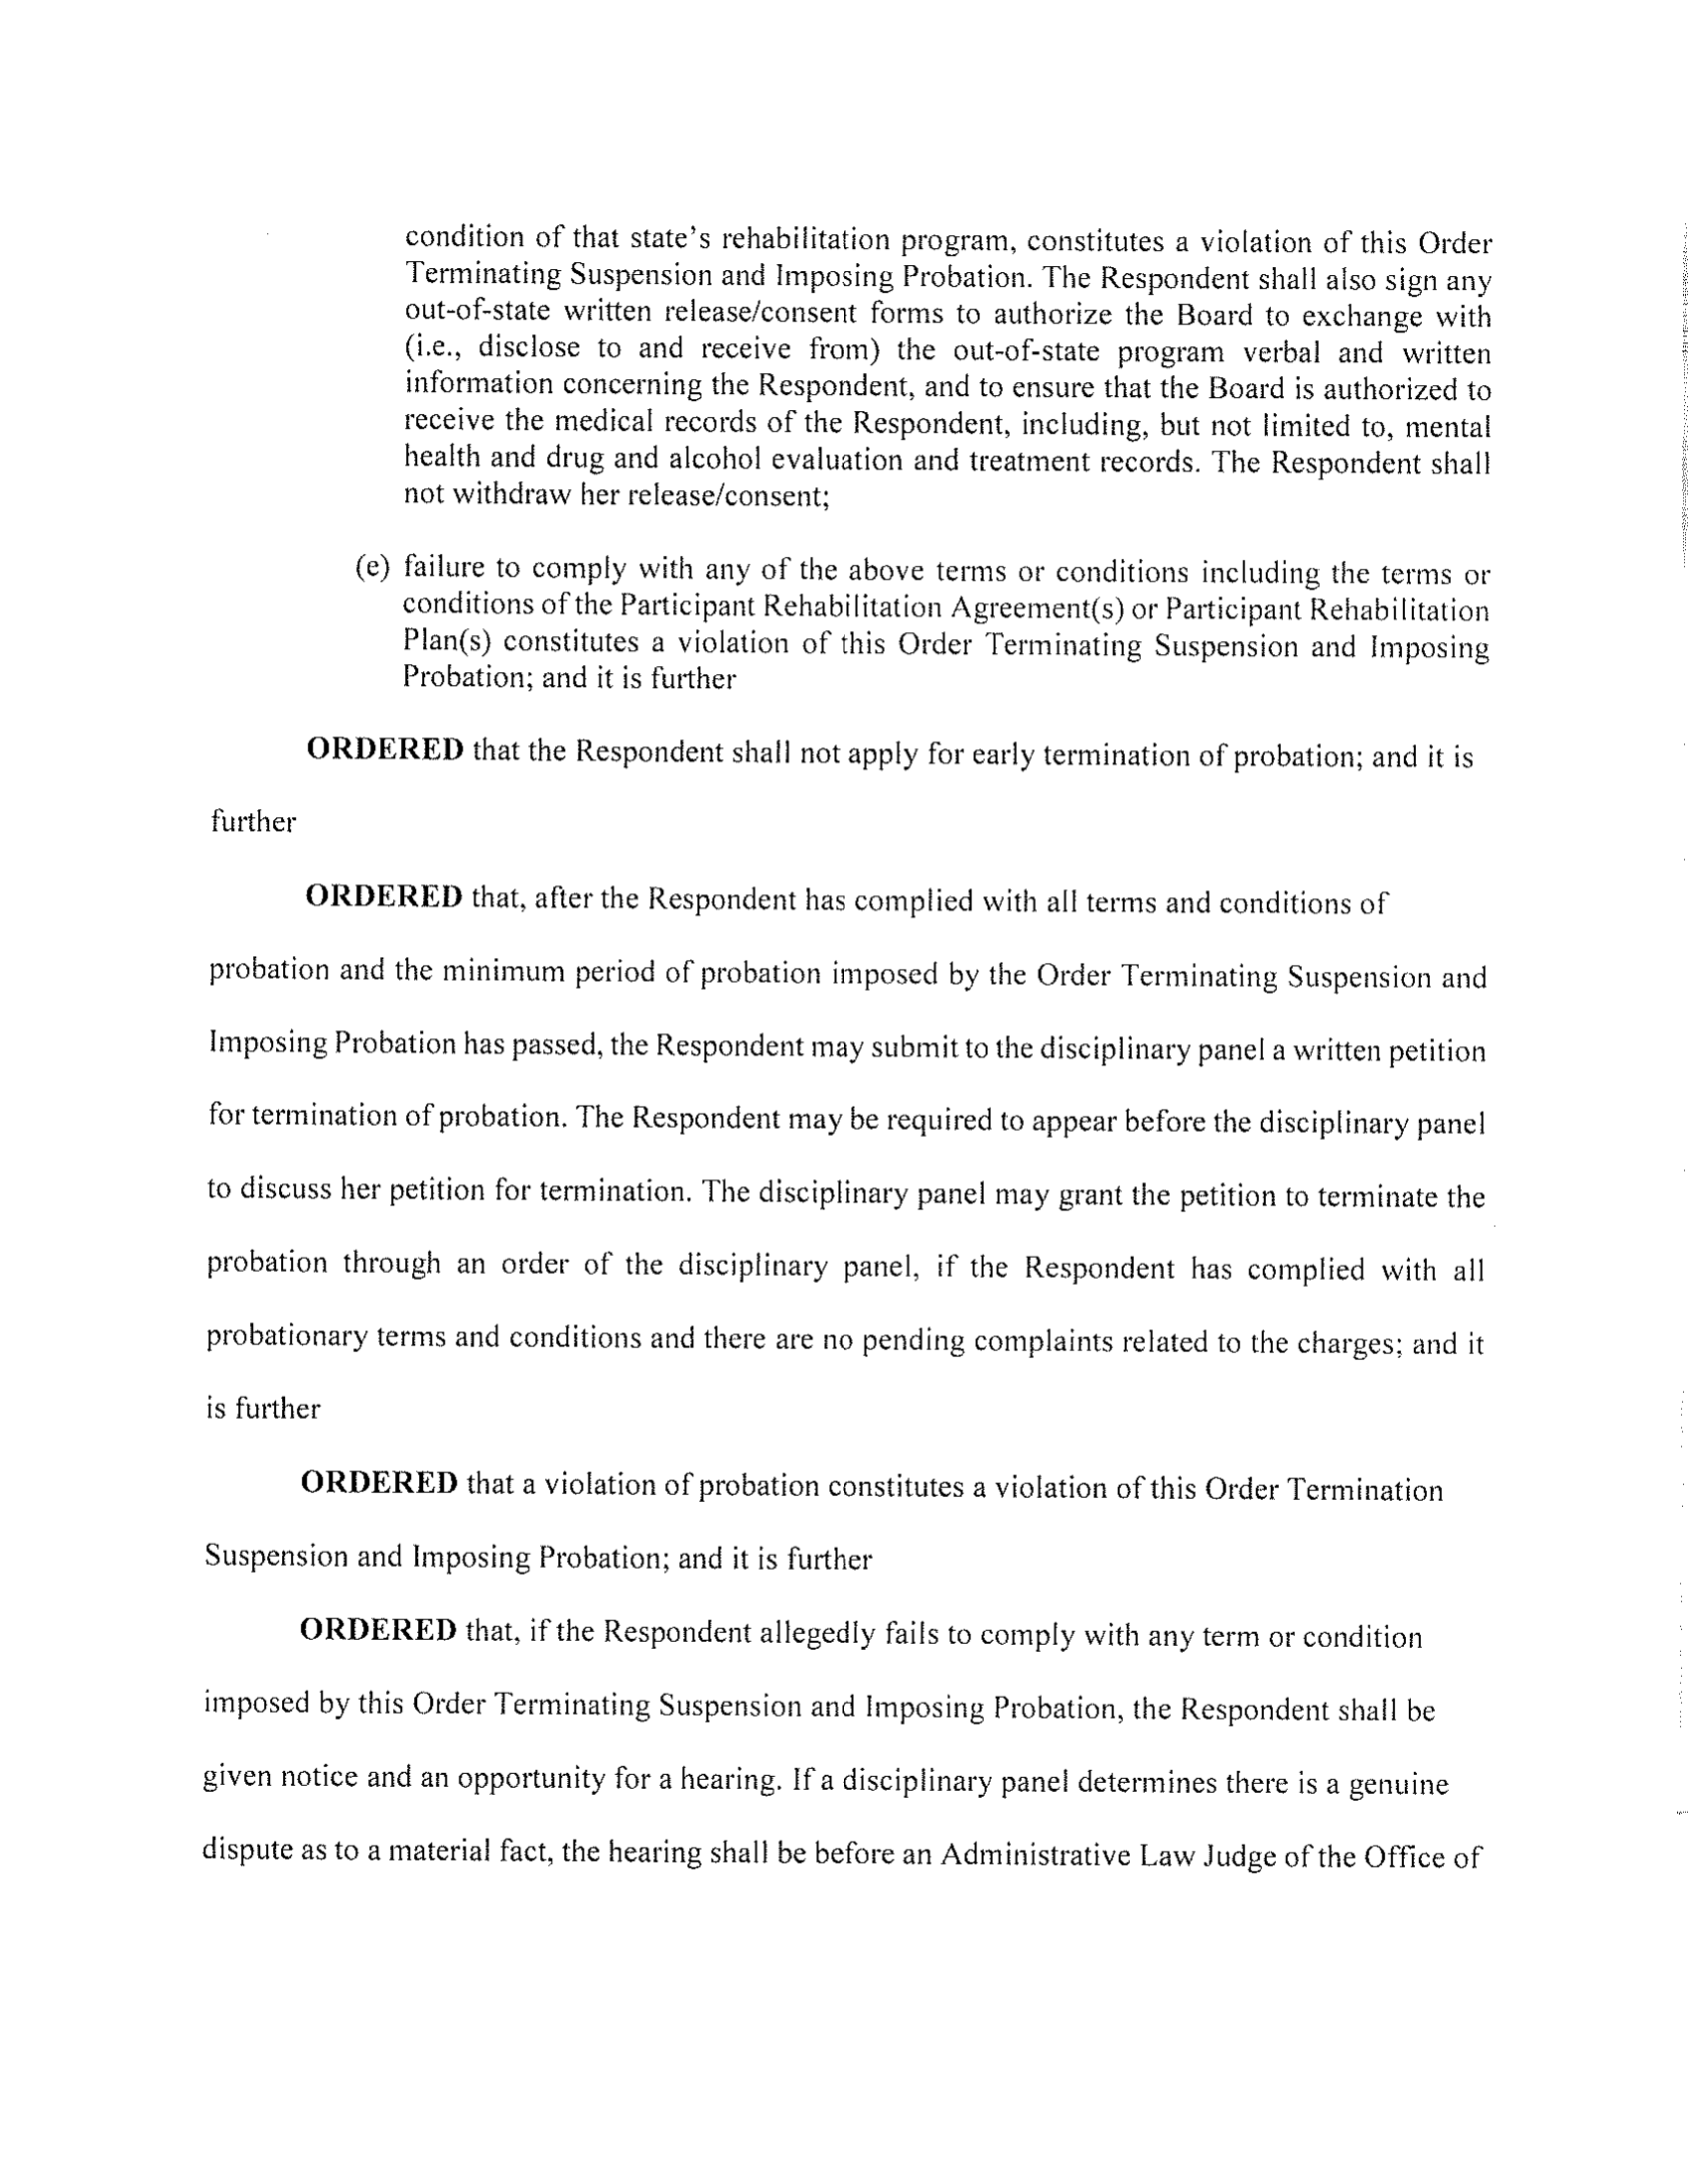 condition of that state's rehabilitation program, constitutes a violation of this Order
Terminating Suspension and Imposing Probation. The Respondent shall also sign any
out-of-state written release/consent forms to authorize the Board to exchange with
(i.e., disclose to and receive from) the out-of-state program verbal and written
information concerning the Respondent, and to ensure that the Board is authorized to
receive the medical records of the Respondent, including, but not limited to, mental
health and drug and alcohol evaluation and treatment records. The Respondent shall
not withdraw her release/consent;
(e) failure to comply with any of the above terms or conditions including the terms or
conditions of the Participant Rehabilitation Agreement(s) or Participant Rehabilitation
Plan(s) constitutes a violation of this Order Terminating Suspension and Imposing
Probation; and it is further
ORDERED that the Respondent shall not apply for early termination of probation; and it is
further
ORDERED that, after the Respondent has complied with all terms and conditions of
probation and the minimum period of probation imposed by the Order Terminating Suspension and
Imposing Probation has passed, the Respondent may submit to the disciplinary panel a written petition
for termination of probation. The Respondent may be required to appear before the disciplinary panel
to discuss her petition for termination. The disciplinary panel may grant the petition to terminate the
probation through an order of the disciplinary panel, if the Respondent has complied with all
probationary terms and conditions and there are no pending complaints related to the charges; and it
is further
ORDERED that a violation of probation constitutes a violation of this Order Termination
Suspension and Imposing Probation; and it is further
ORDERED that, if the Respondent allegedly fails to comply with any term or condition
imposed by this Order Terminating Suspension and Imposing Probation, the Respondent shall be
given notice and an opportunity for a hearing. If a disciplinary panel determines there is a genuine
dispute as to a material fact, the hearing shall be before an Administrative Law Judge of the Office of